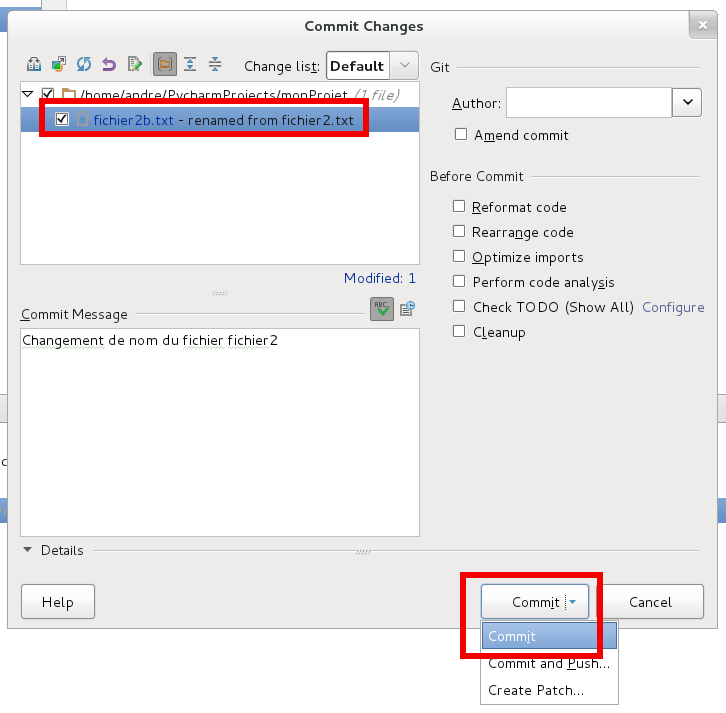 Commit Changes
Change list: Default
Git
/home/andre/PycharmProjects/monProjet (1 file)
fichier2b.txt - renamed from fichier2.txt
Author:
Amend commit
Before Commit
Reformat code
Rearrange code
Optimize imports
Perform code analysis
Check TODO (Show All) Configure
Cleanup
Modified: 1
Commit Message
ABC
Changement de nom du fichier fichier2
Details
Help
Commit
Cancel
Commit
Commit and Push...
Create Patch...